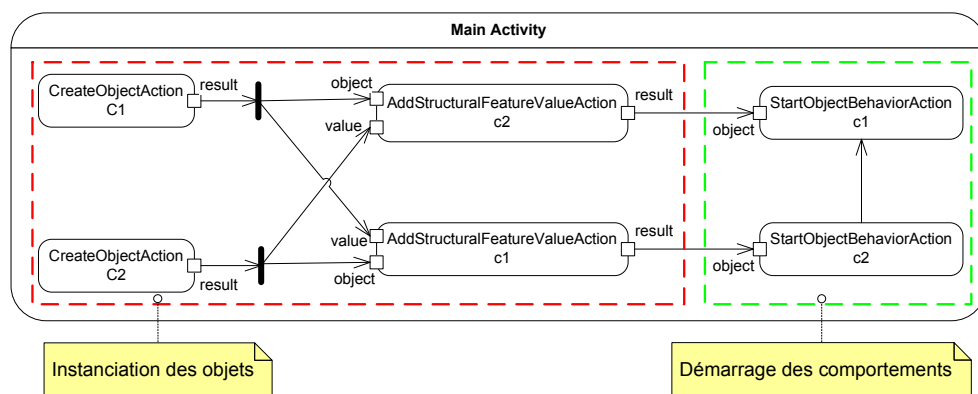 Main Activity
CreateObjectAction
C1
result
object
value
AddStructuralFeatureValueAction
c2
result
object
StartObjectBehaviorAction
c1
CreateObjectAction
C2
result
value
object
AddStructuralFeatureValueAction
c1
result
object
StartObjectBehaviorAction
c2
Instanciation des objets
Démarrage des comportements